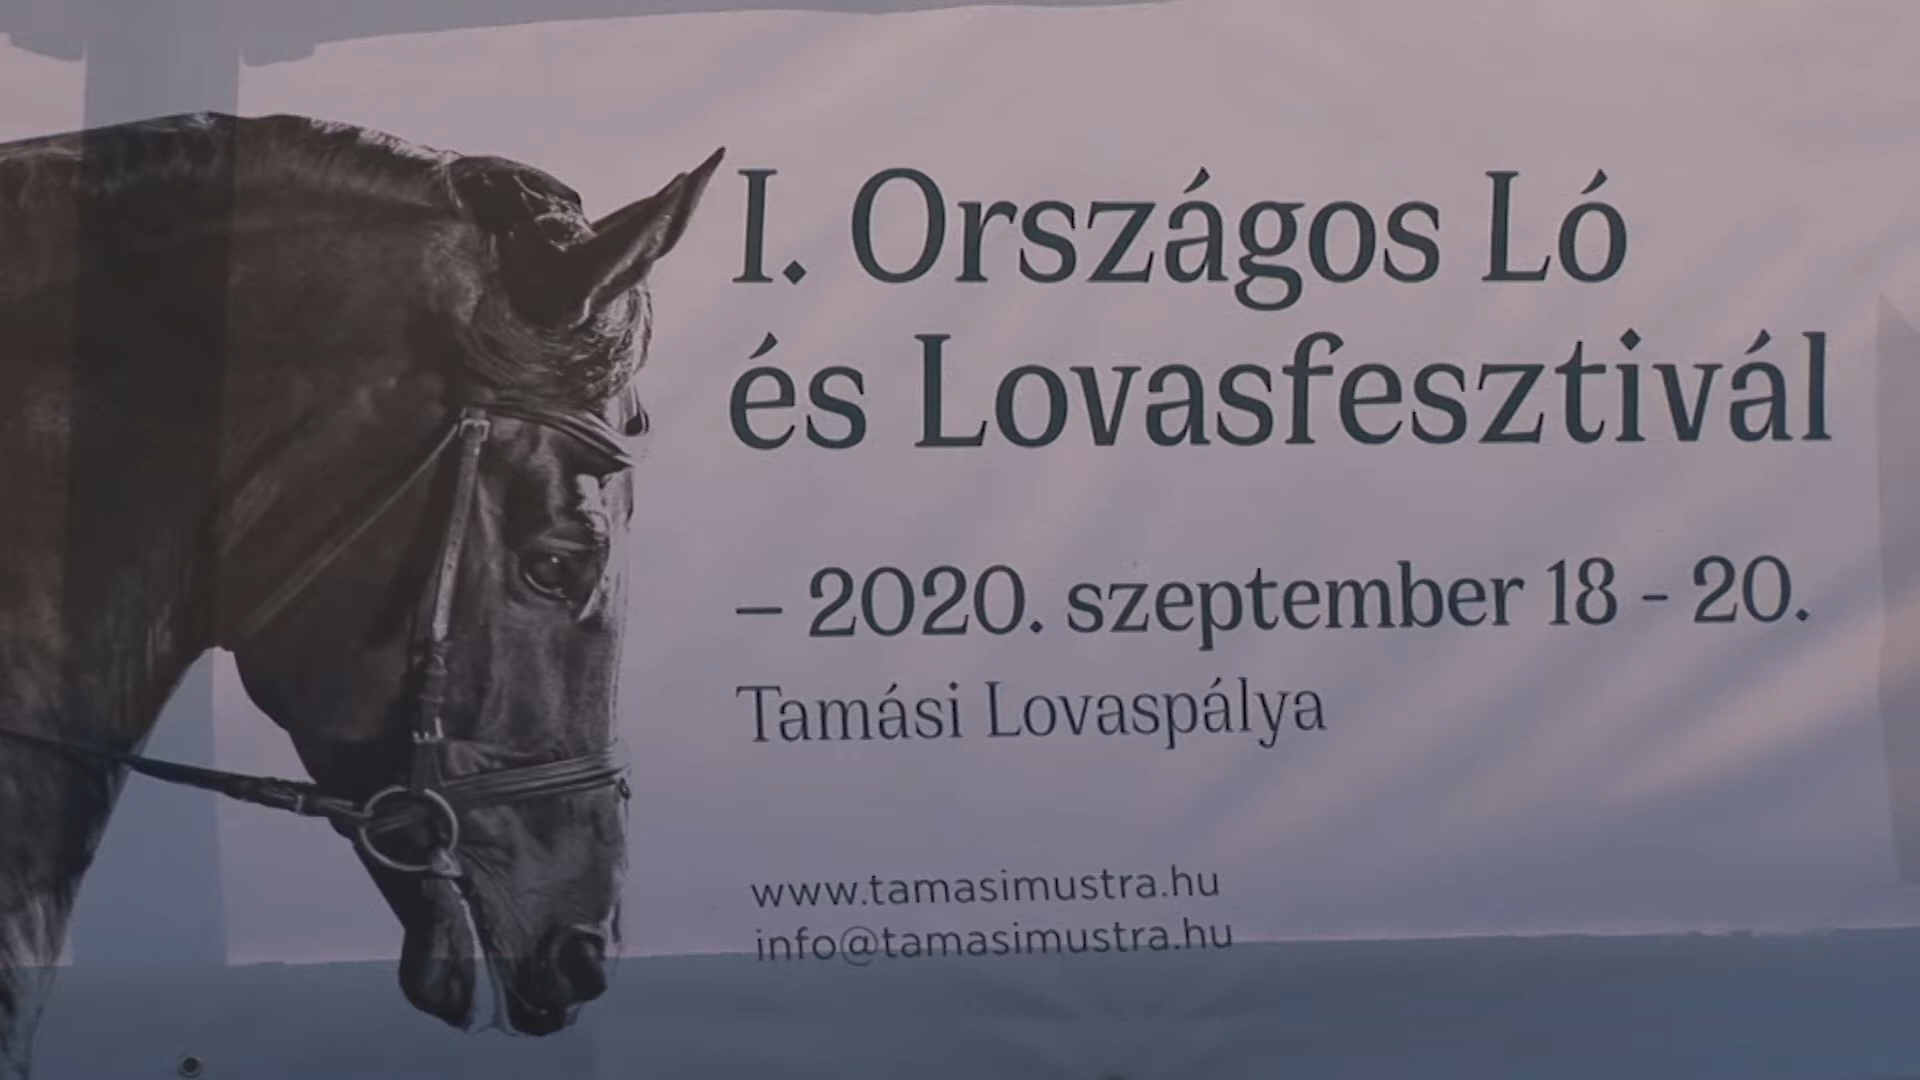 I. Országos Ló
és Lovasfesztivál
– 2020. szeptember 18 - 20.
Tamási Lovaspálya
www.tamasimustra.hu
info@tamasimustra.hu